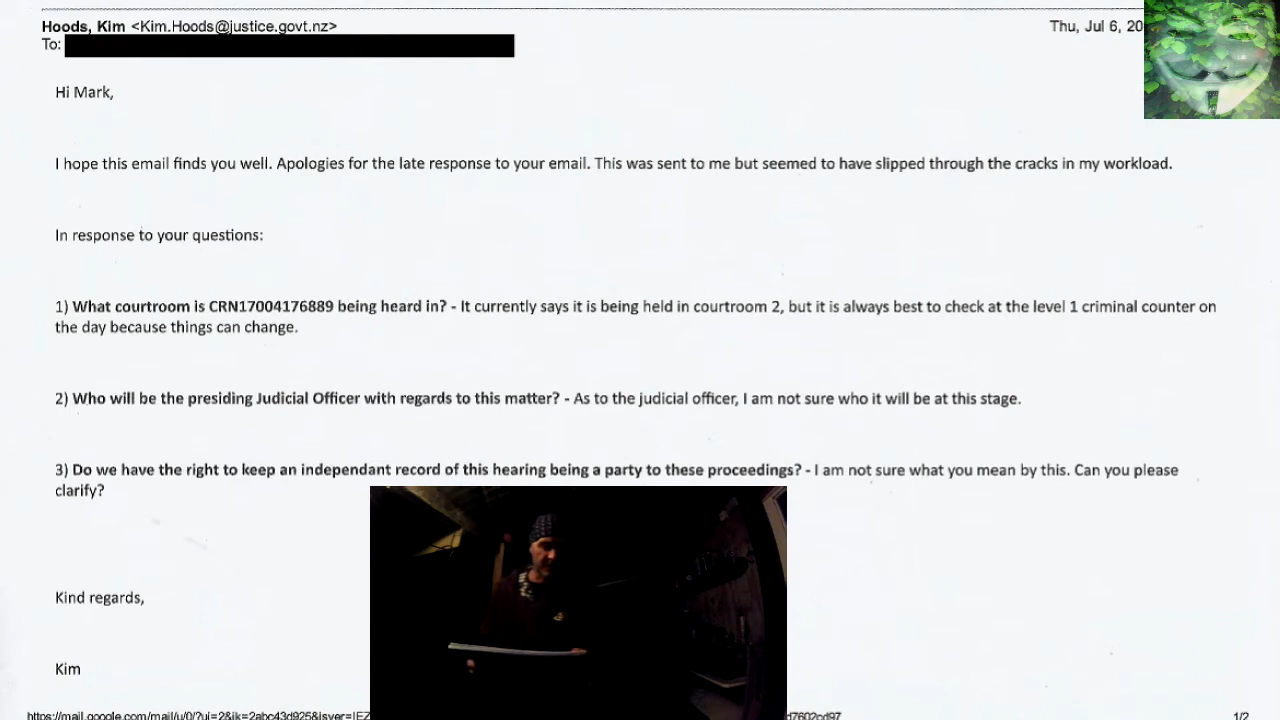 Hoods, Kim <Kim.Hoods@justice.govt.nz>
Thu, Jul 6,
To:
Hi Mark,
I hope this email finds you well. Apologies for the late response to your email. This was sent to me but seemed to have slipped through the cracks in my workload.
In response to your questions:
1) What courtroom is CRN17004176889 being heard in? - It currently says it is being held in courtroom 2, but it is always best to check at the level 1 criminal counter on
the day because things can change.
2) Who will be the presiding Judicial Officer with regards to this matter? - As to the judicial officer, I am not sure who it will be at this stage.
3) Do we have the right to keep an independant record of this hearing being a party to these proceedings? - I am not sure what you mean by this. Can you please
clarify?
Kind regards,
Kim
1/2